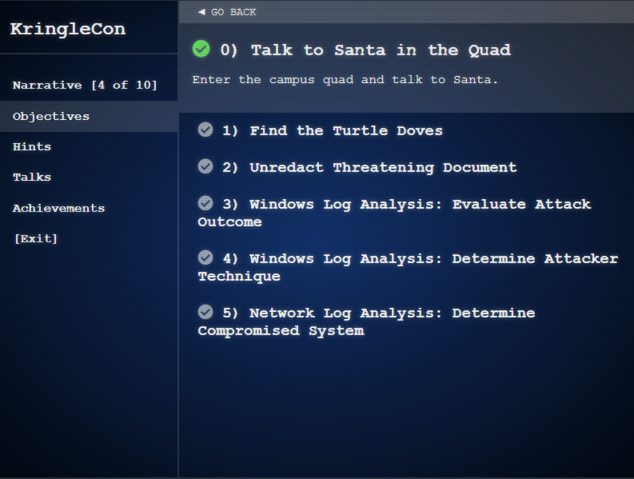 KringleCon
Narrative [4 of 10]
Objectives
Hints
Talks
Achievements
[Exit]
◄ GO BACK
0) Talk to Santa in the Quad
Enter the campus quad and talk to Santa.
1) Find the Turtle Doves
2) Unredact Threatening Document
3) Windows Log Analysis: Evaluate Attack
Outcome
4) Windows Log Analysis: Determine Attacker
Technique
5) Network Log Analysis: Determine
Compromised System